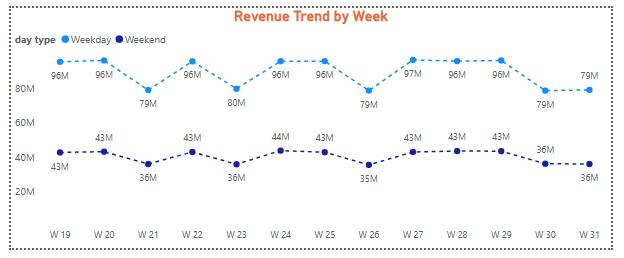 Revenue Trend by Week
day type Weekday Weekend
96M 96M 79M 96M 80M 96M 96M 79M 97M 96M 96M 79M 79M
80M
60M
43M 43M 36M 43M 36M 44M 43M 35M 43M 43M 43M 36M 36M
40M
20M
W 19 W 20 W 21 W 22 W 23 W 24 W 25 W 26 W 27 W 28 W 29 W 30 W 31